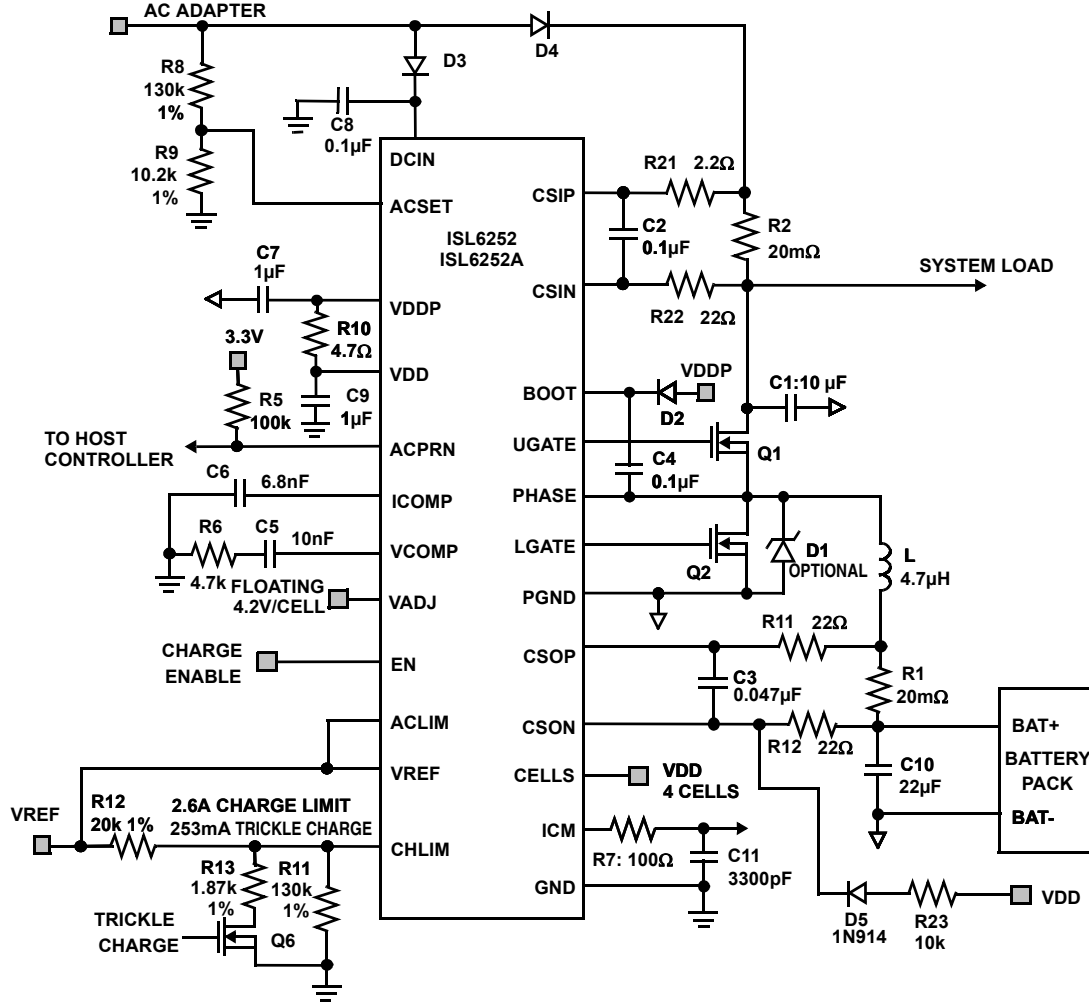 AC ADAPTER
D4
D3
R8
130k
1%
C8
0.1µF
R9
10.2k
1%
DCIN
ACSET
ISL6252
ISL6252A
CSIP
R21 2.2Ω
C2
0.1µF
R2
20mΩ
CSIN
R22 22Ω
SYSTEM LOAD
C7
1µF
VDDP
R10
4.7Ω
3.3V
VDD
R5
100k
C9
1µF
TO HOST
CONTROLLER
ACPRN
BOOT
VDDP
D2
C1:10 µF
UGATE
Q1
C4
0.1µF
PHASE
C6
6.8nF
ICOMP
R6 C5
10nF
4.7k
VCOMP
LGATE
Q2
D1
OPTIONAL
L
4.7µH
FLOATING
4.2V/CELL
VADJ
PGND
CHARGE
ENABLE
EN
CSOP
R11 22Ω
C3
0.047µF
R1
20mΩ
ACLIM
CSON
R12 22Ω
BAT+
BATTERY
PACK
BAT-
C10
22µF
VREF
CELLS
VDD
4 CELLS
VREF
R12
20k 1%
2.6A CHARGE LIMIT
253mA TRICKLE CHARGE
CHLIM
ICM
R7: 100Ω
C11
3300pF
GND
R13
1.87k
1%
R11
130k
1%
TRICKLE
CHARGE
Q6
D5
1N914
R23
10k
VDD